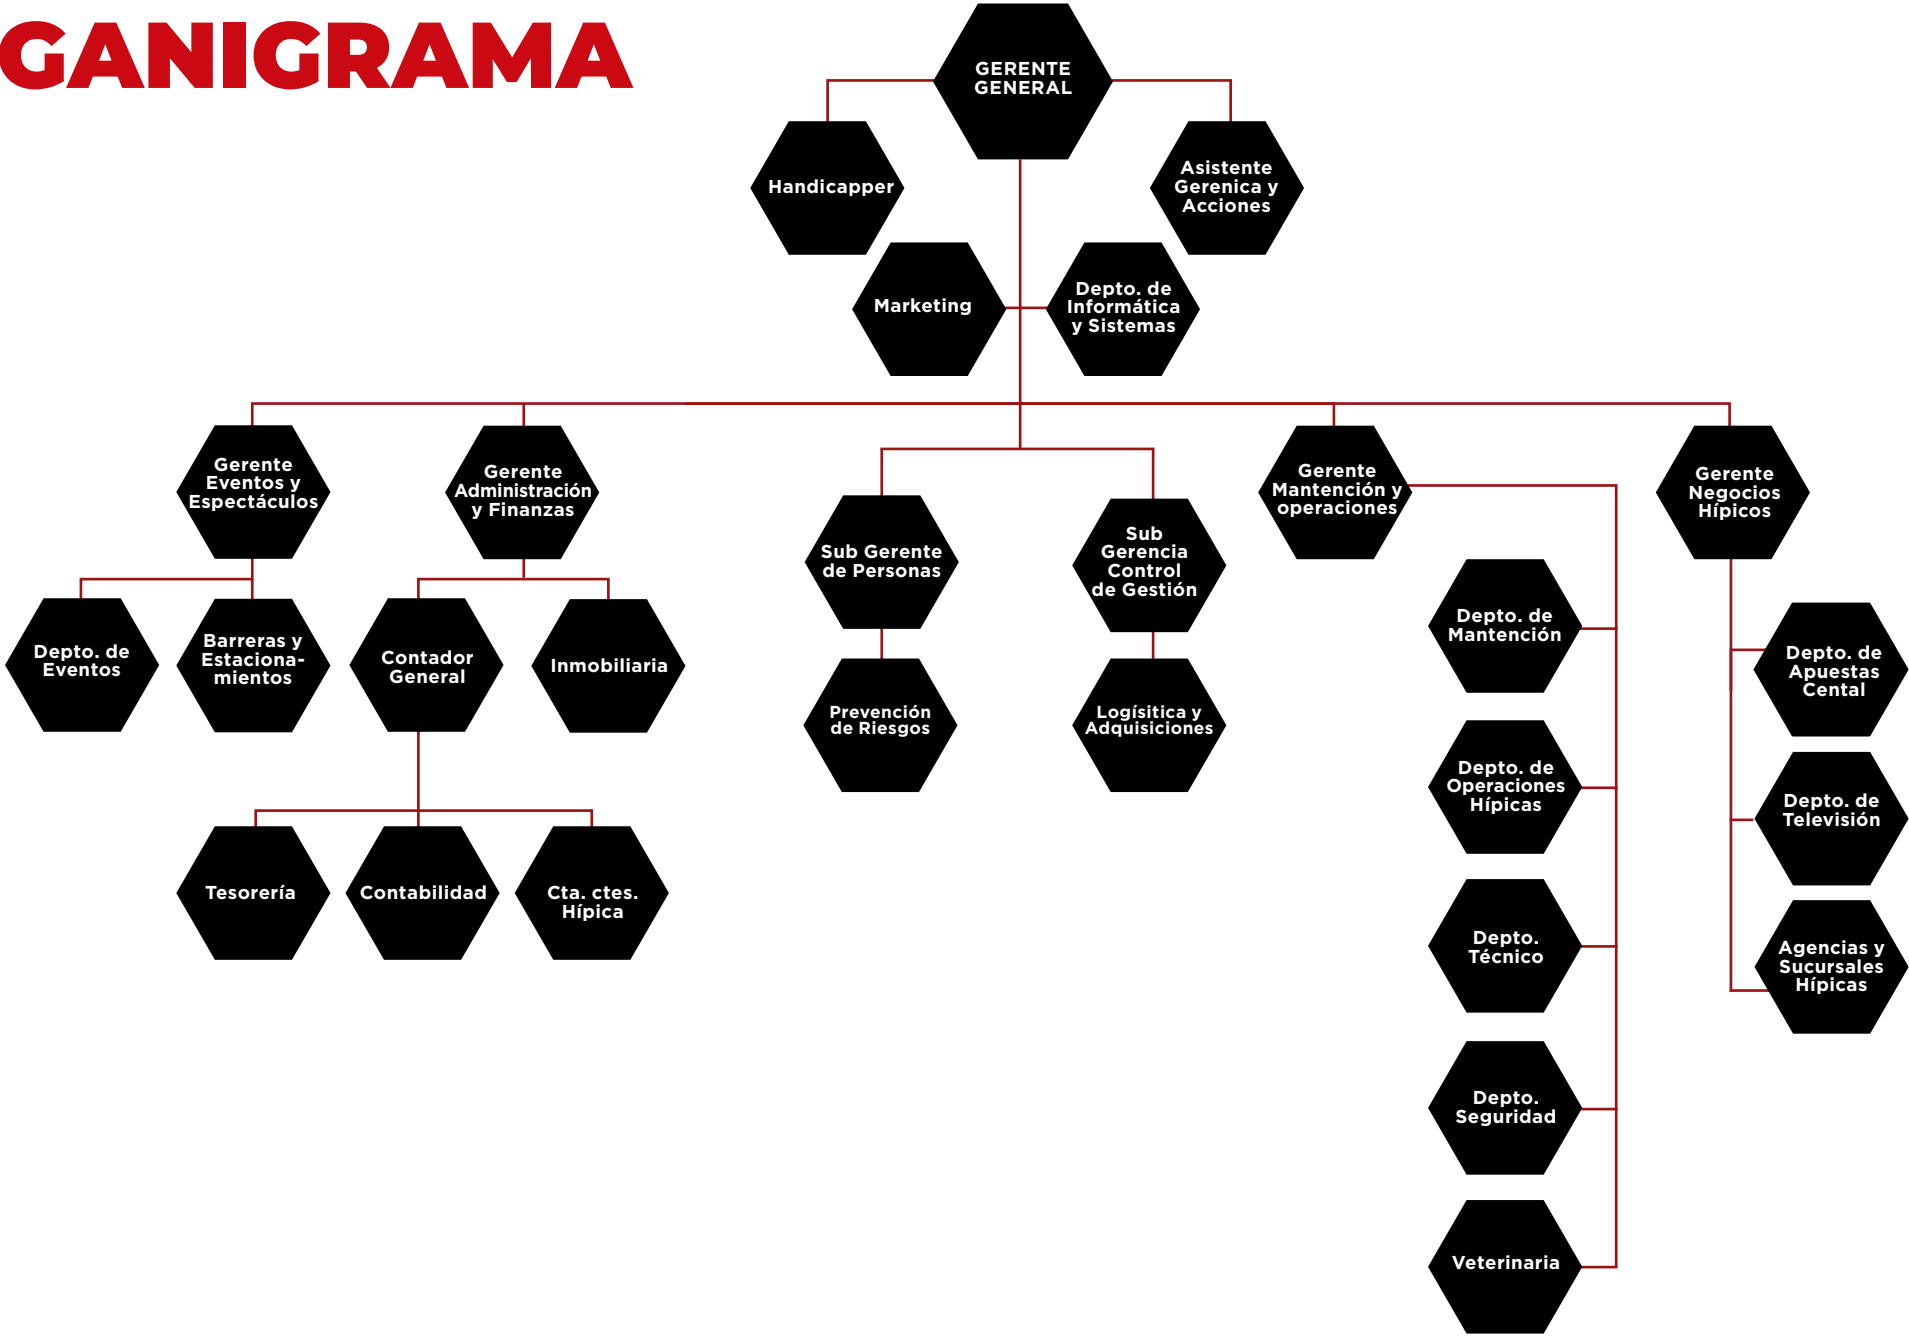 GANIGRAMA
GERENTE
GENERAL
Handicapper
Asistente
Gerenica y
Acciones
Marketing
Depto. de
Informática
y Sistemas
Gerente
Eventos y
Espectáculos
Gerente
Administración
y Finanzas
Sub Gerente
de Personas
Sub
Gerencia
Control
de Gestión
Gerente
Mantención y
operaciones
Gerente
Negocios
Hípicos
Depto. de
Eventos
Barreras y
Estaciona-
mientos
Contador
General
Inmobiliaria
Prevención
de Riesgos
Logísitica y
Adquisiciones
Tesorería
Contabilidad
Cta. ctes.
Hípica
Depto. de
Mantención
Depto. de
Operaciones
Hípicas
Depto.
Técnico
Depto.
Seguridad
Veterinaria
Depto. de
Apuestas
Cental
Depto. de
Televisión
Agencias y
Sucursales
Hípicas